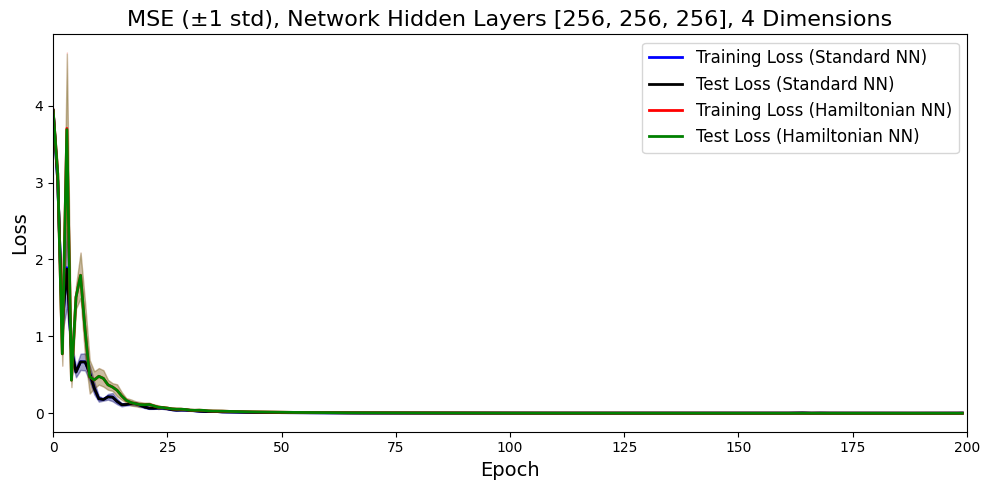 MSE (±1 std), Network Hidden Layers [256, 256, 256], 4 Dimensions
Training Loss (Standard NN)
Test Loss (Standard NN)
Training Loss (Hamiltonian NN)
Test Loss (Hamiltonian NN)
4
3
2
1
0
Loss
0 25 50 75 100 125 150 175 200
Epoch